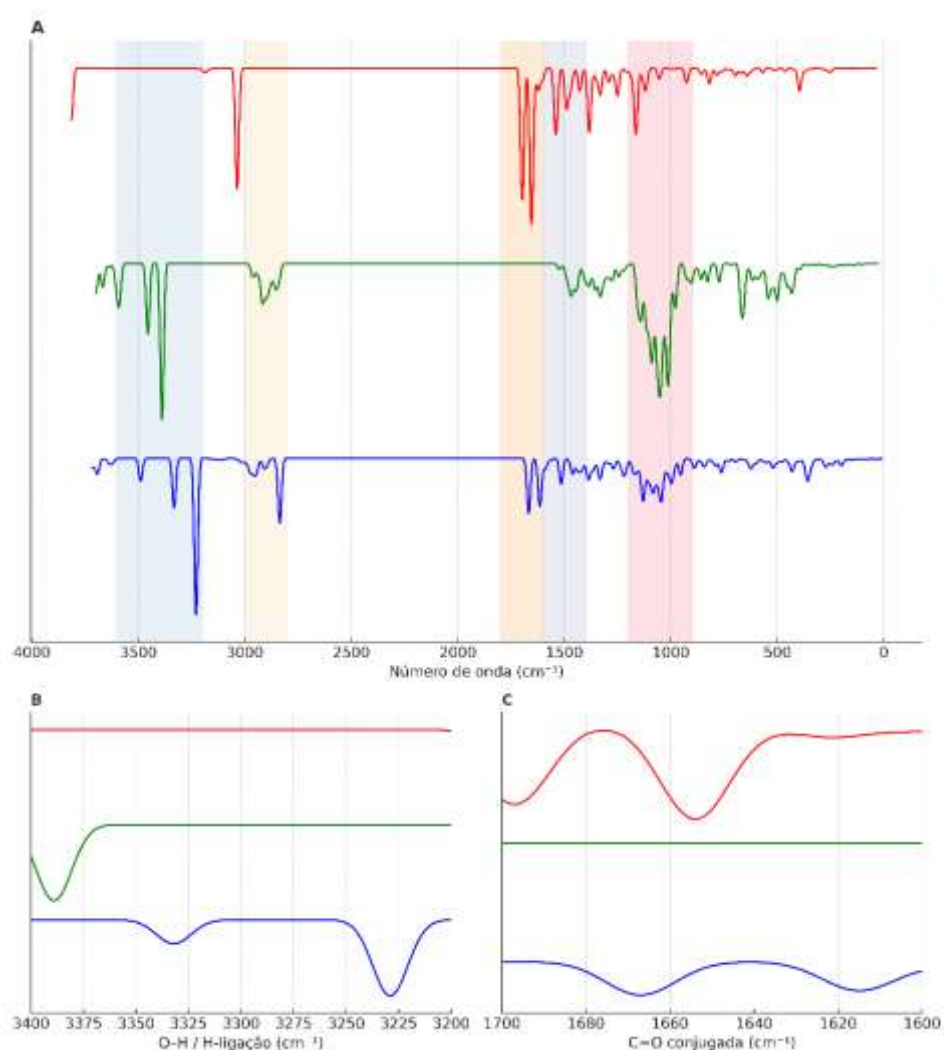 A
4000 3500 3000 2500 2000 1500 1000 500 0
Número de onda (cm⁻¹)
B
3400 3375 3350 3325 3300 3275 3250 3225 3200
O–H / H-ligação (cm⁻¹)
C
1700 1680 1660 1640 1620 1600
C=O conjugada (cm⁻¹)